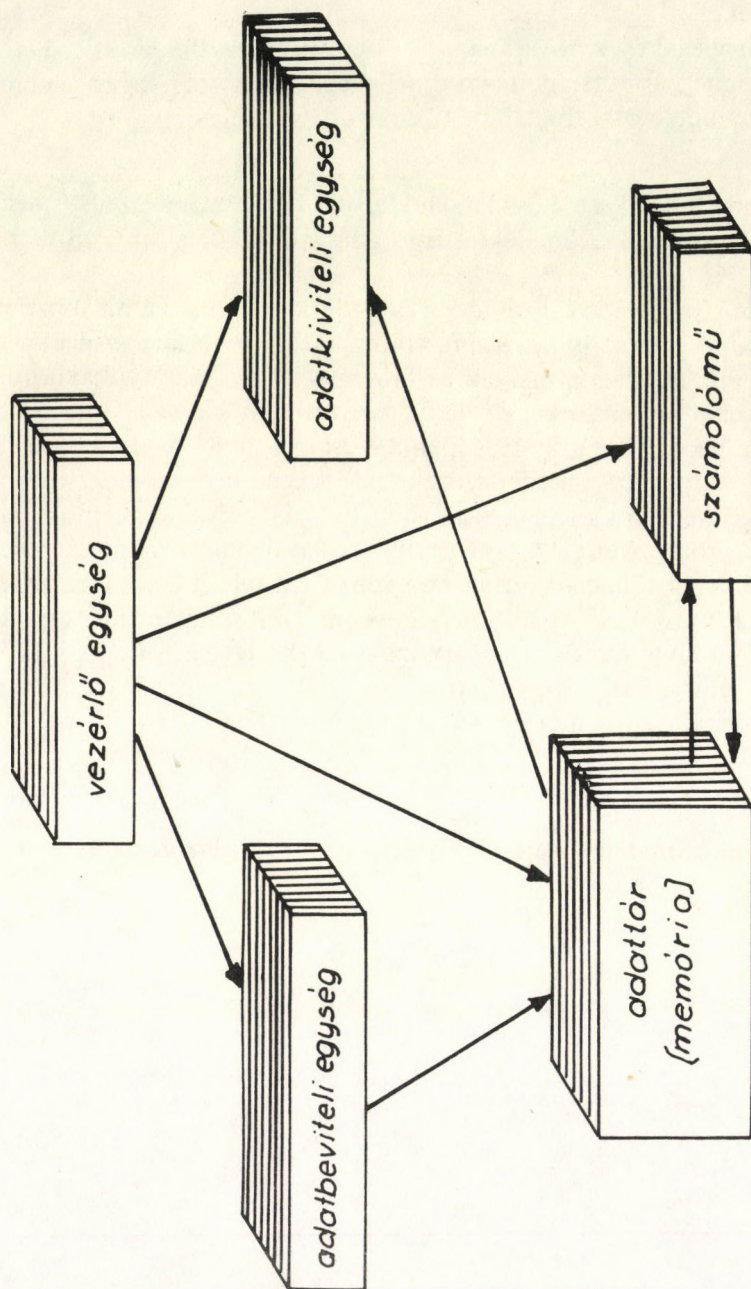 vezérlő egység
adatbeviteli egység
adatkiviteli egység
adattár
(memória)
számolómű